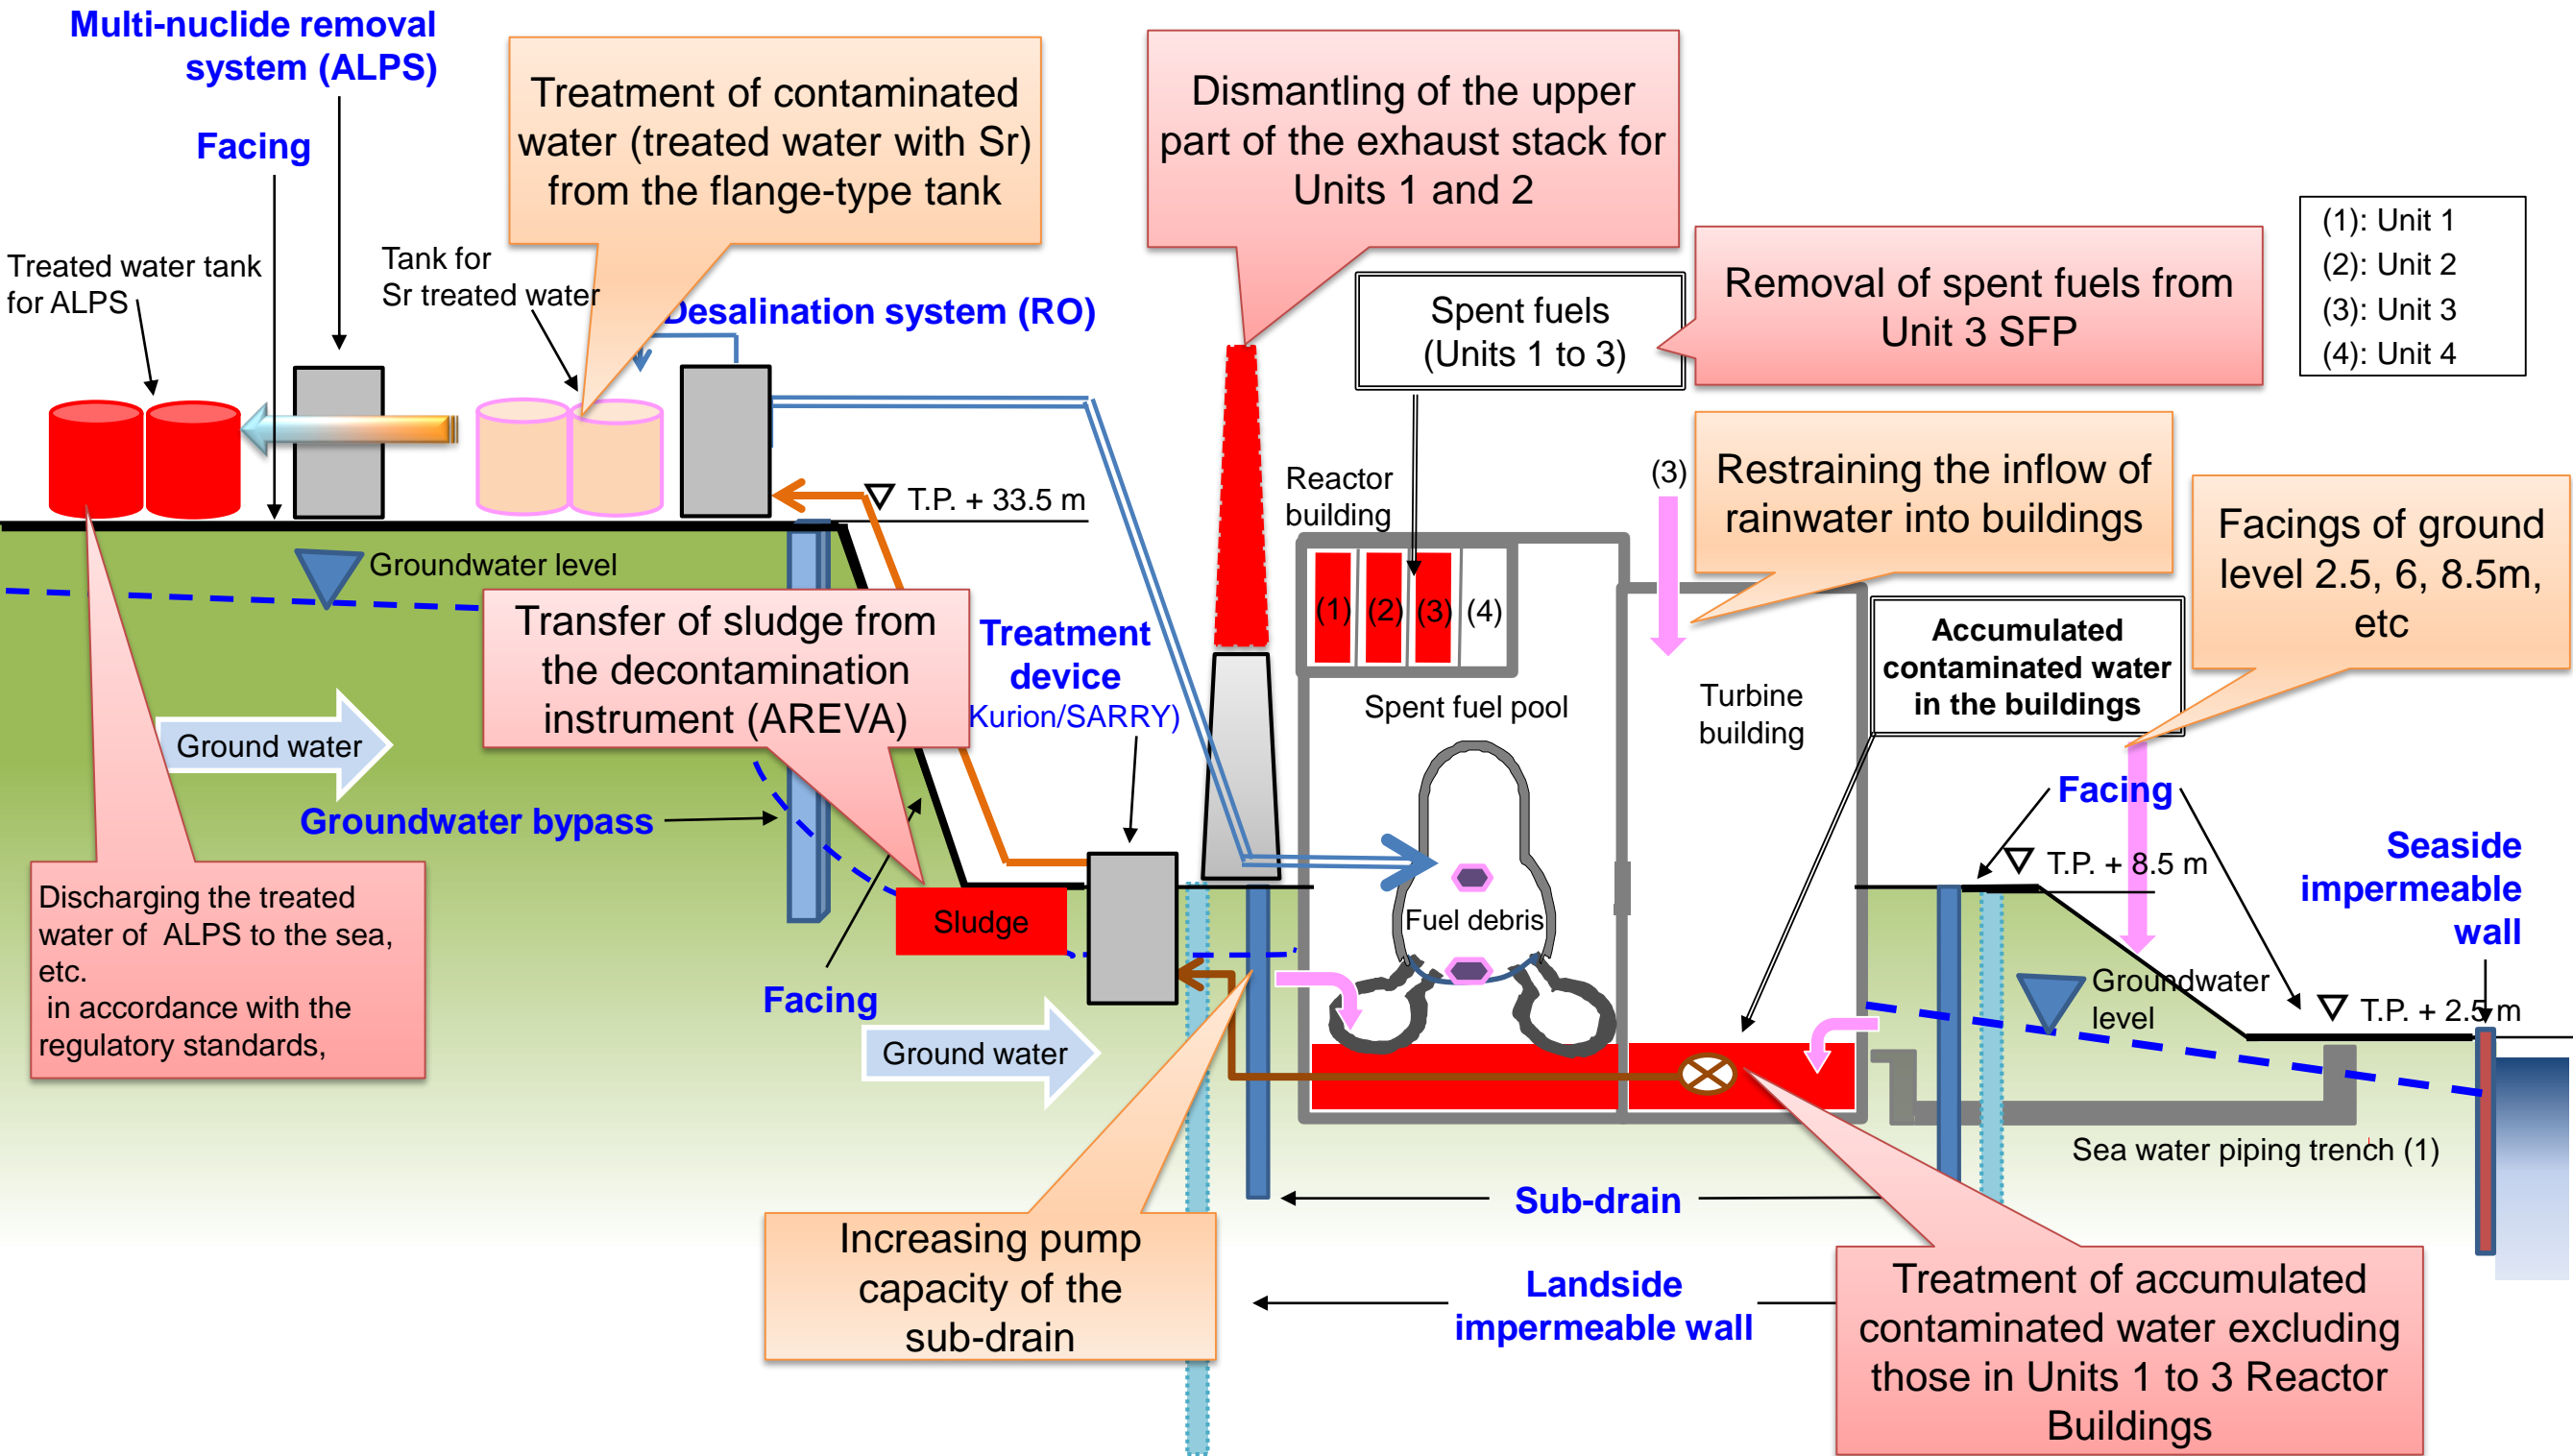 Multi-nuclide removal
system (ALPS)
Facing
Treated water tank
for ALPS
Tank for
Sr treated water
Treatment of contaminated
water (treated water with Sr)
from the flange-type tank
Desalination system (RO)
Dismantling of the upper
part of the exhaust stack for
Units 1 and 2
Spent fuels
(Units 1 to 3)
Removal of spent fuels from
Unit 3 SFP
(1): Unit 1
(2): Unit 2
(3): Unit 3
(4): Unit 4
T.P. + 33.5 m
Reactor
building
(3)
Restraining the inflow of
rainwater into buildings
Facings of ground
level 2.5, 6, 8.5m,
etc
Groundwater level
Transfer of sludge from
the decontamination
instrument (AREVA)
Treatment
device
Kurion/SARRY)
(1)
(2)
(3)
(4)
Spent fuel pool
Turbine
building
Accumulated
contaminated water
in the buildings
Ground water
Groundwater bypass
Facing
T.P. + 8.5 m
Seaside
impermeable
wall
Discharging the treated
water of ALPS to the sea,
etc.
in accordance with the
regulatory standards,
Sludge
Fuel debris
Facing
Ground water
Groundwater
level
T.P. + 2.5 m
Sea water piping trench (1)
Sub-drain
Increasing pump
capacity of the
sub-drain
Landside
impermeable wall
Treatment of accumulated
contaminated water excluding
those in Units 1 to 3 Reactor
Buildings